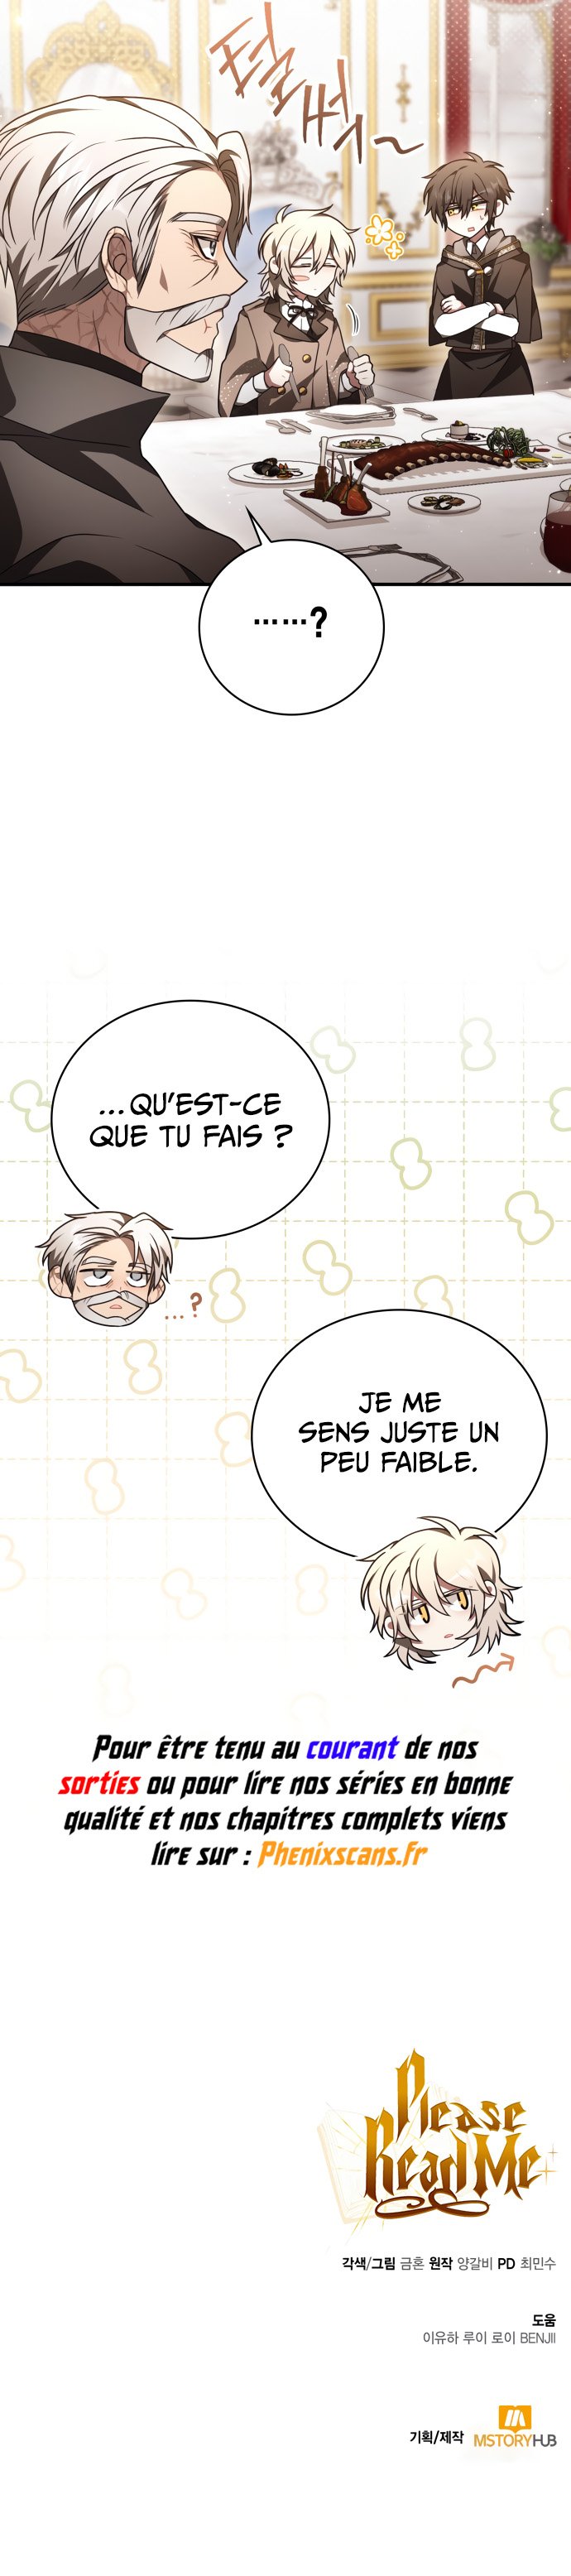 털썩~
……?
...QU'EST-CE
QUE TU FAIS ?
...?
JE ME
SENS JUSTE UN
PEU FAIBLE.
Pour être tenu au courant de nos
sorties ou pour lire nos séries en bonne
qualité et nos chapitres complets viens
lire sur : Phenixscans.fr
Please
Read Me
각색/그림 금혼 원작 양갈비 PD 최민수
도움
이유하 루이 로이 BENJII
기획/제작 MSTORYHUB